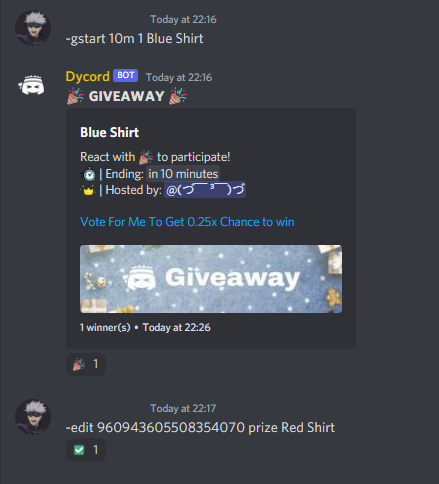 Today at 22:16
-gstart 10m 1 Blue Shirt
Dycord BOT Today at 22:16
🎉 GIVEAWAY 🎉
Blue Shirt
React with 🎉 to participate!
⏱ | Ending: in 10 minutes
👑 | Hosted by: @(づ ̄ ³ ̄)づ
Vote For Me To Get 0.25x Chance to win
Giveaway
1 winner(s) • Today at 22:26
🎉 1
Today at 22:17
-edit 960943605508354070 prize Red Shirt
✅ 1